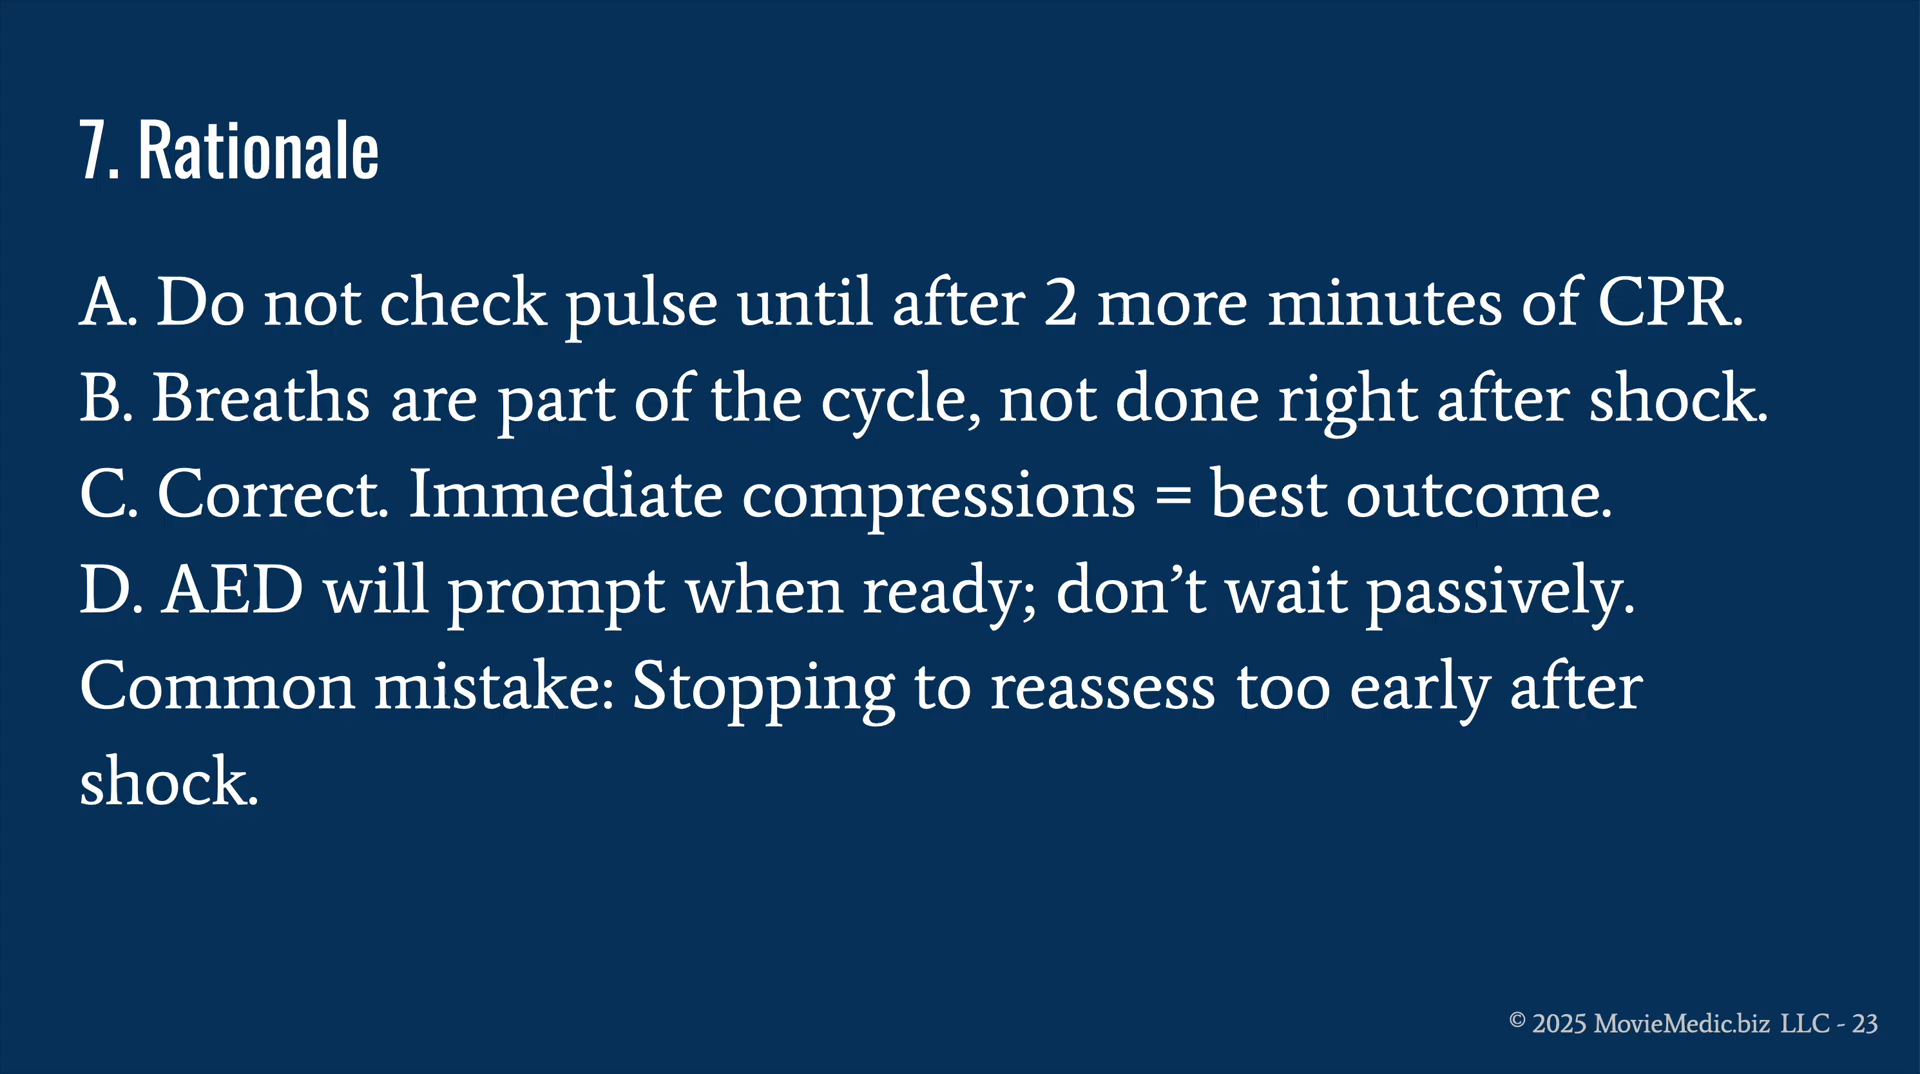 7. Rationale
A. Do not check pulse until after 2 more minutes of CPR.
B. Breaths are part of the cycle, not done right after shock.
C. Correct. Immediate compressions = best outcome.
D. AED will prompt when ready; don’t wait passively.
Common mistake: Stopping to reassess too early after
shock.
© 2025 MovieMedic.biz LLC - 23